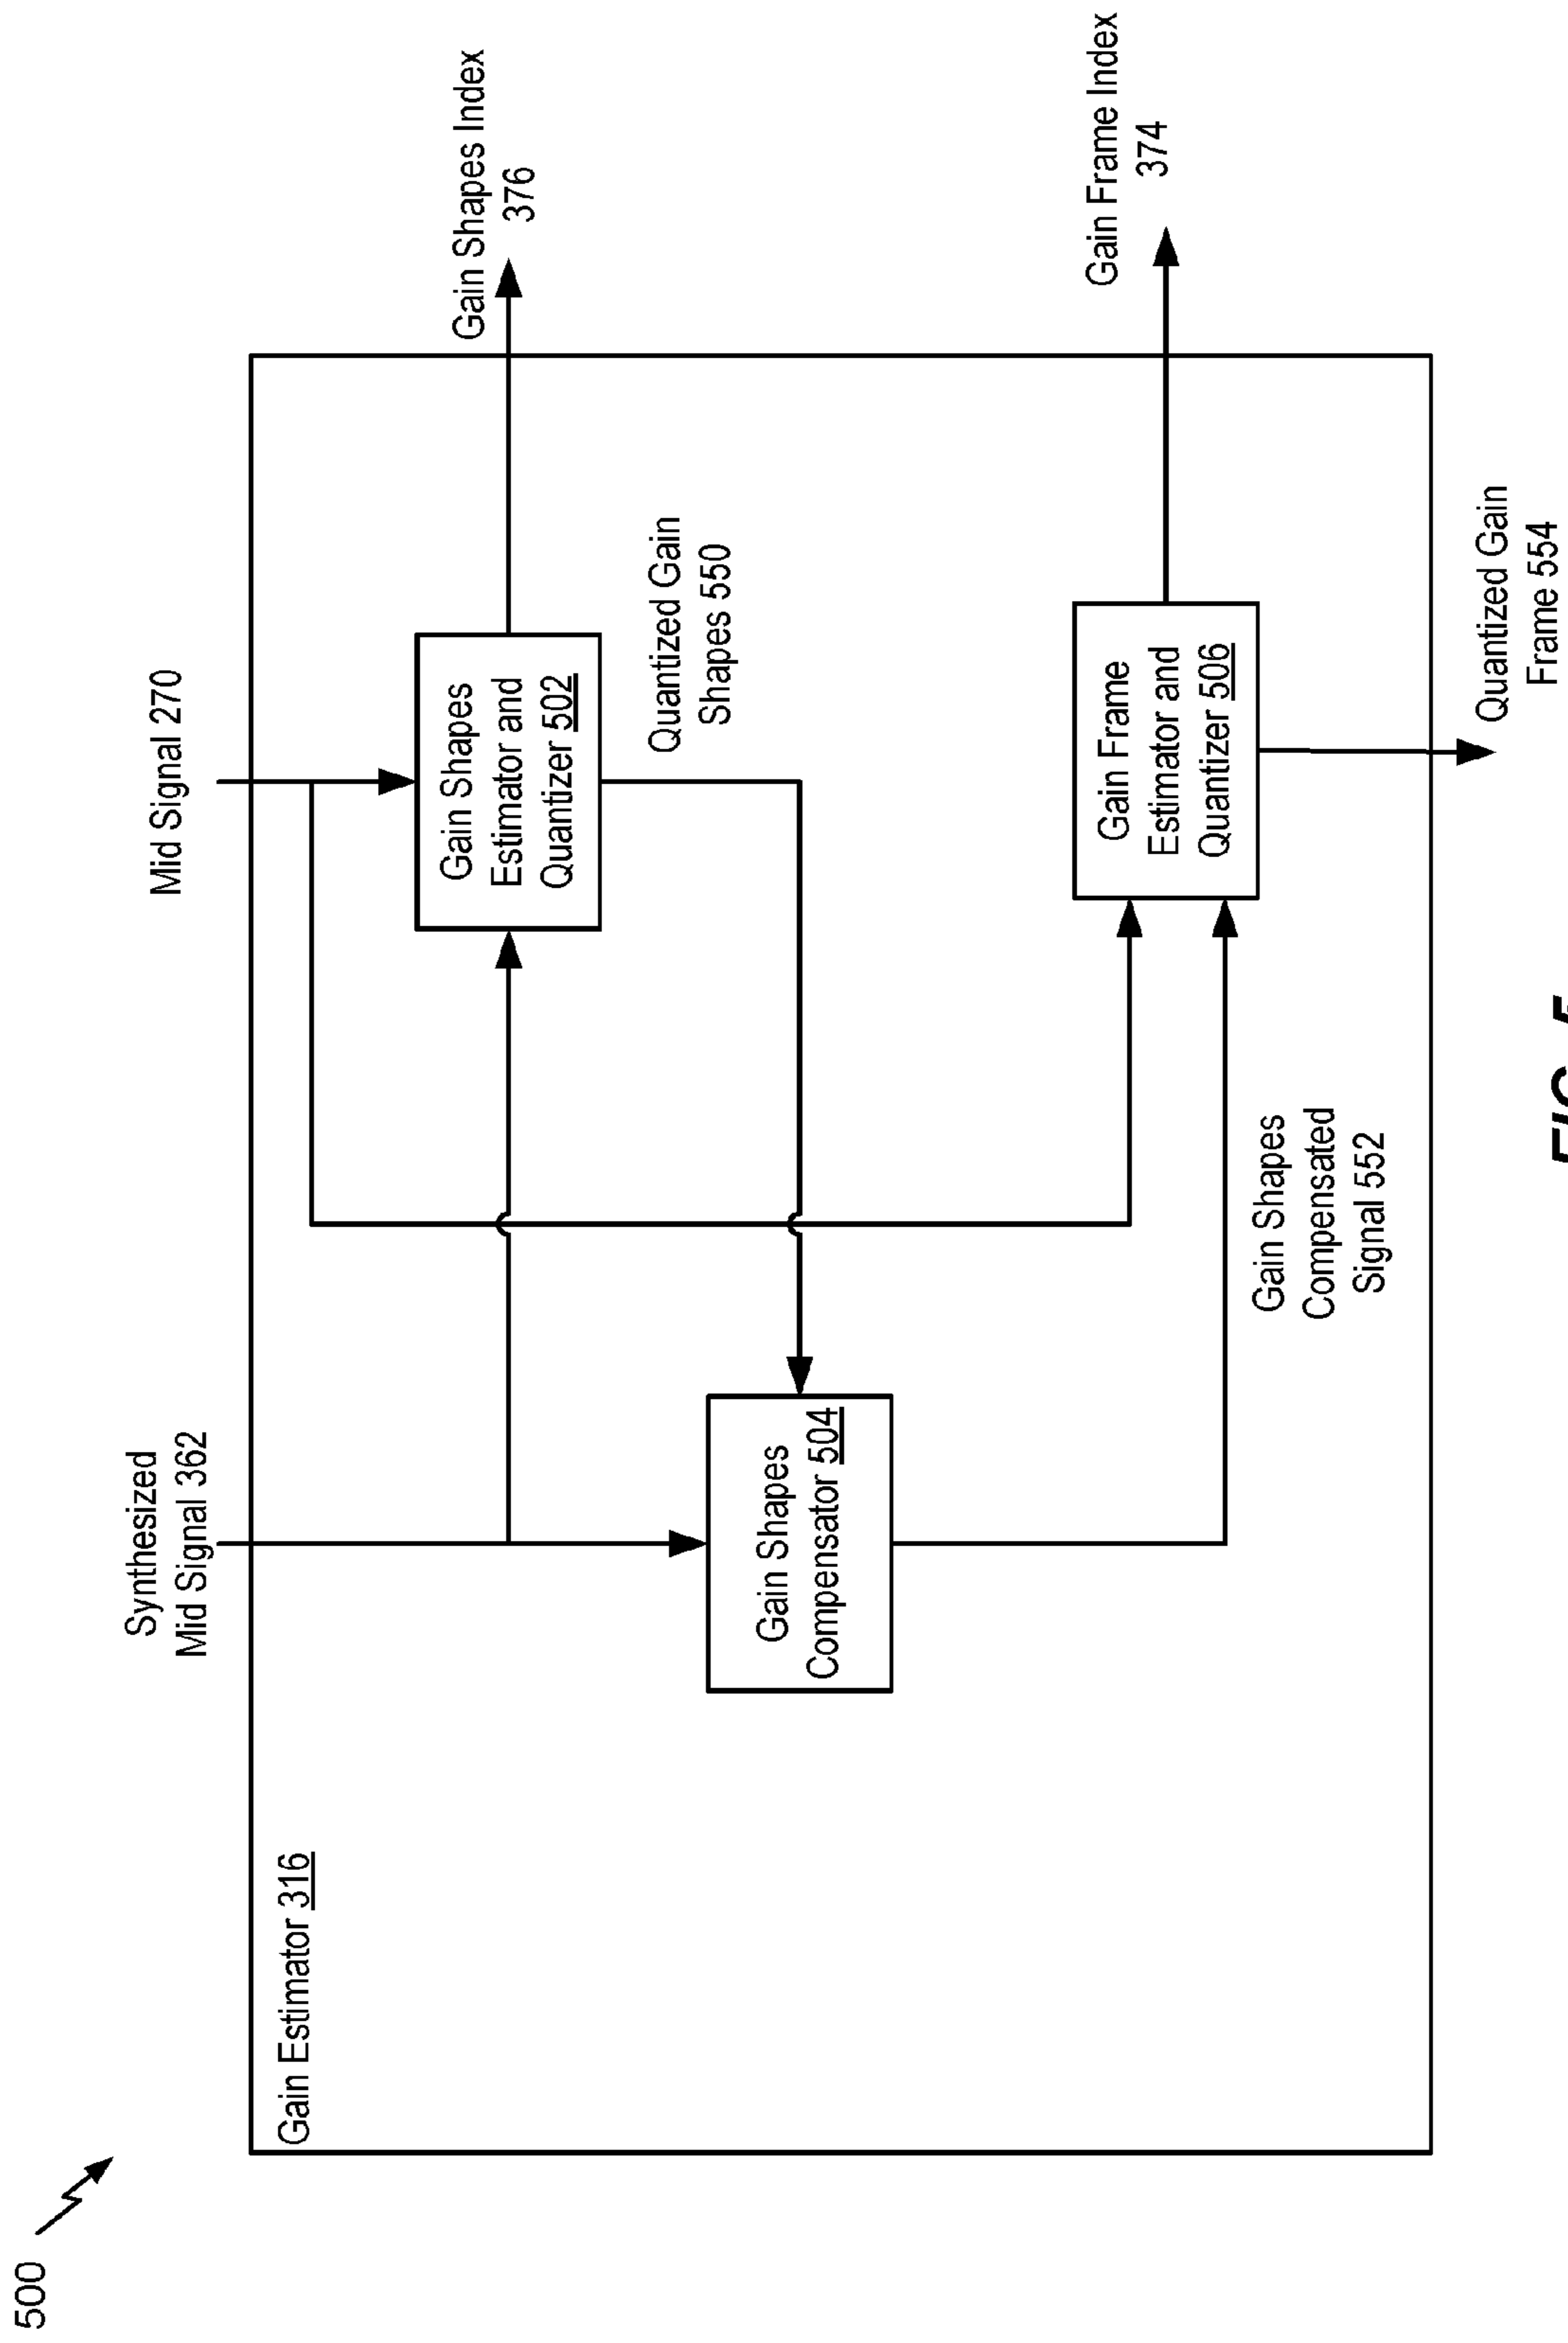 500
Synthesized
Mid Signal 362
Mid Signal 270
Gain Estimator 316
Gain Shapes
Estimator and
Quantizer 502
Gain Shapes Index
376
Quantized Gain
Shapes 550
Gain Shapes
Compensator 504
Gain Frame
Estimator and
Quantizer 506
Gain Frame Index
374
Gain Shapes
Compensated
Signal 552
Quantized Gain
Frame 554